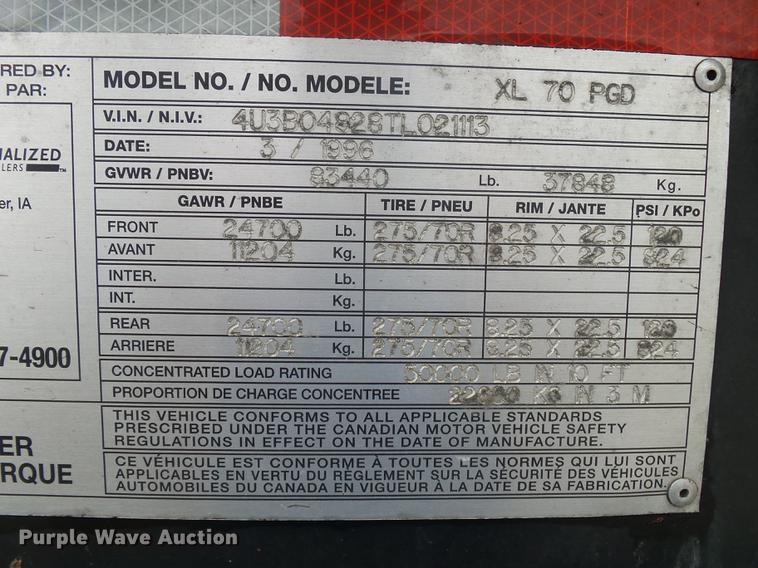 RED BY:
PAR:
IALIZED
LERS
er, IA
7-4900
ER
RQUE
MODEL NO. / NO. MODELE: XL 70 PGD
V.I.N. / N.I.V.: 4U3B04828TL021113
DATE: 3 / 1996
GVWR / PNBV: 83440 Lb. 37848 Kg.
GAWR / PNBE TIRE / PNEU RIM / JANTE PSI / KPo
FRONT 24700 Lb. 275/70R 8.25 X 22.5 120
AVANT 11204 Kg. 275/70R 8.25 X 22.5 824
INTER. Lb.
INT. Kg.
REAR 24700 Lb. 275/70R 8.25 X 22.5 120
ARRIERE 11204 Kg. 275/70R 8.25 X 22.5 824
CONCENTRATED LOAD RATING 50000 LB IN 10 FT
PROPORTION DE CHARGE CONCENTREE KG IN 3 M
THIS VEHICLE CONFORMS TO ALL APPLICABLE STANDARDS
PRESCRIBED UNDER THE CANADIAN MOTOR VEHICLE SAFETY
REGULATIONS IN EFFECT ON THE DATE OF MANUFACTURE.
CE VÉHICULE EST CONFORME À TOUTES LES NORMES QUI LUI SONT
APPLICABLES EN VERTU DU RÈGLEMENT SUR LA SÉCURITÉ DES VÉHICLES
AUTOMOBILES DU CANADA EN VIGUEUR À LA DATE DE SA FABRICATION.
Purple Wave Auction